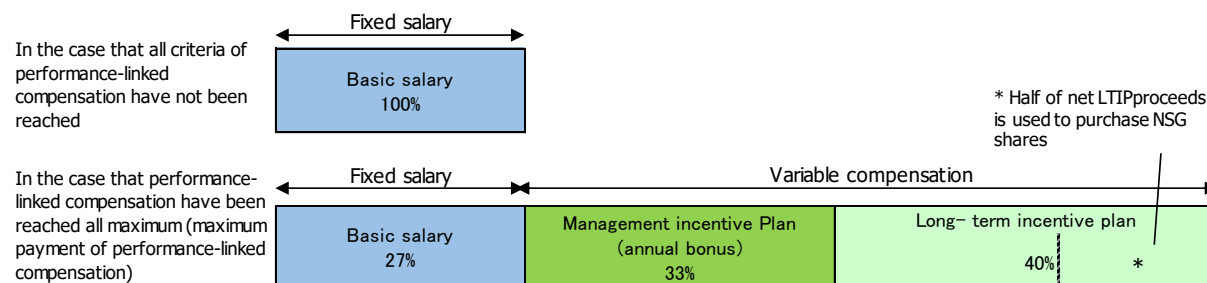 Fixed salary
In the case that all criteria of
performance-linked
compensation have not been
reached
Basic salary
100%
* Half of net LTIPproceeds
is used to purchase NSG
shares
In the case that performance-
linked compensation have been
reached all maximum (maximum
payment of performance-linked
compensation)
Fixed salary
Variable compensation
Basic salary
27%
Management incentive Plan
(annual bonus)
33%
Long- term incentive plan
40%
*